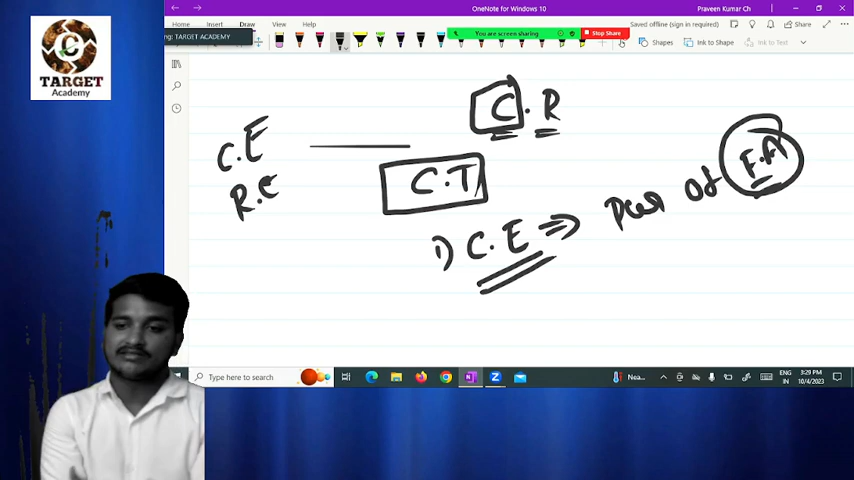 OneNote for Windows 10
Praveen Kumar Ch
Home Insert Draw View Help
Saved offline (sign in required)
Share
ng: TARGET ACADEMY
You are screen sharing
Stop Share
Shapes
Ink to Shape
Ink to Text
TARGET
Academy
C.R
C.E
R.E
C.T
1) C.E ⇒ Part of F.A
Type here to search
Nea...
ENG
IN
3:29 PM
10/4/2023